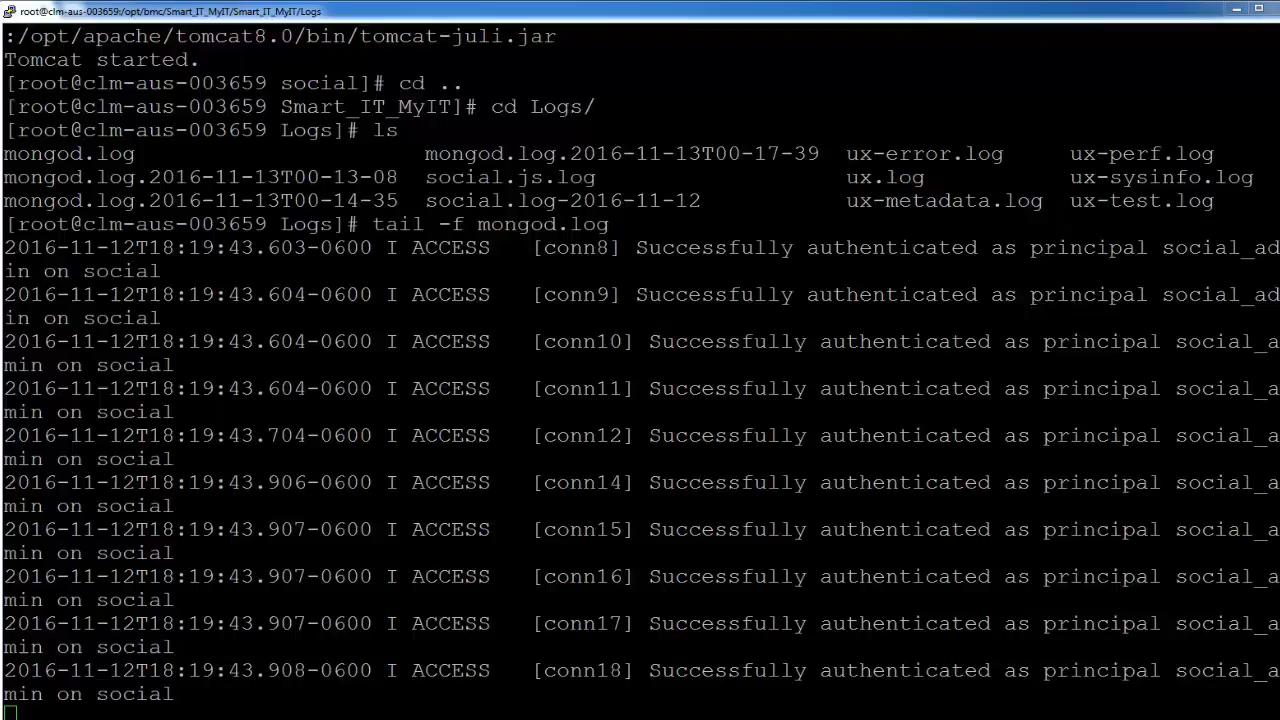 root@clm-aus-003659:/opt/bmc/Smart_IT_MyIT/Smart_IT_MyIT/Logs
:/opt/apache/tomcat8.0/bin/tomcat-juli.jar
Tomcat started.
[root@clm-aus-003659 social]# cd ..
[root@clm-aus-003659 Smart_IT_MyIT]# cd Logs/
[root@clm-aus-003659 Logs]# ls
mongod.log mongod.log.2016-11-13T00-17-39 ux-error.log ux-perf.log
mongod.log.2016-11-13T00-13-08 social.js.log ux.log ux-sysinfo.log
mongod.log.2016-11-13T00-14-35 social.log-2016-11-12 ux-metadata.log ux-test.log
[root@clm-aus-003659 Logs]# tail -f mongod.log
2016-11-12T18:19:43.603-0600 I ACCESS [conn8] Successfully authenticated as principal social_ad
in on social
2016-11-12T18:19:43.604-0600 I ACCESS [conn9] Successfully authenticated as principal social_ad
in on social
2016-11-12T18:19:43.604-0600 I ACCESS [conn10] Successfully authenticated as principal social_a
min on social
2016-11-12T18:19:43.604-0600 I ACCESS [conn11] Successfully authenticated as principal social_a
min on social
2016-11-12T18:19:43.704-0600 I ACCESS [conn12] Successfully authenticated as principal social_a
min on social
2016-11-12T18:19:43.906-0600 I ACCESS [conn14] Successfully authenticated as principal social_a
min on social
2016-11-12T18:19:43.907-0600 I ACCESS [conn15] Successfully authenticated as principal social_a
min on social
2016-11-12T18:19:43.907-0600 I ACCESS [conn16] Successfully authenticated as principal social_a
min on social
2016-11-12T18:19:43.907-0600 I ACCESS [conn17] Successfully authenticated as principal social_a
min on social
2016-11-12T18:19:43.908-0600 I ACCESS [conn18] Successfully authenticated as principal social_a
min on social